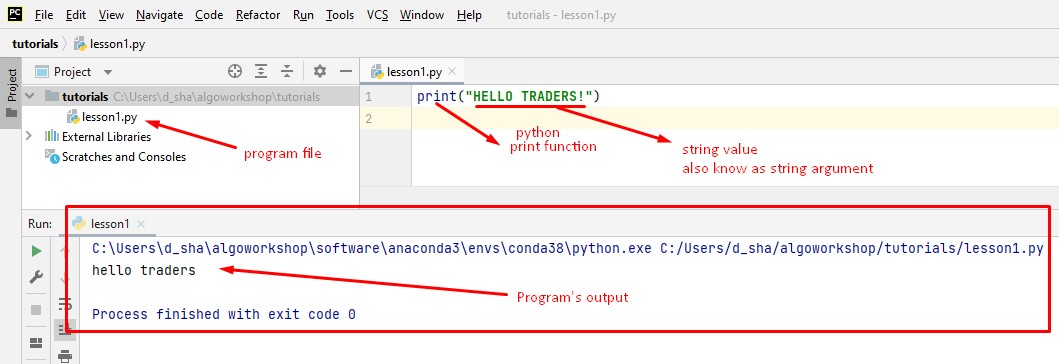 PC File Edit View Navigate Code Refactor Run Tools VCS Window Help tutorials - lesson1.py
tutorials lesson1.py
Project
Project
lesson1.py
tutorials C:\Users\d_sha\algoworkshop\tutorials
lesson1.py
External Libraries
Scratches and Consoles
program file
1 print("HELLO TRADERS!")
2
python
print function
string value
also know as string argument
Run: lesson1
C:\Users\d_sha\algoworkshop\software\anaconda3\envs\conda38\python.exe C:/Users/d_sha/algoworkshop/tutorials/lesson1.py
hello traders
Program's output
Process finished with exit code 0